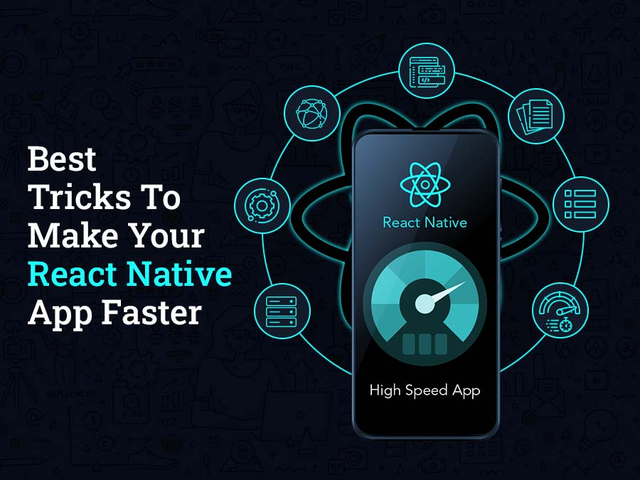 Best
Tricks To
Make Your
React Native
App Faster
React Native
High Speed App